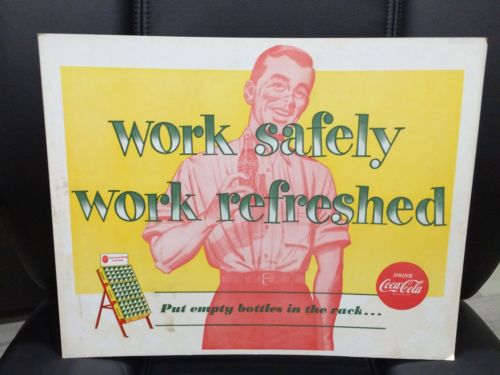 Work safely
work refreshed
Put empty bottles in the rack...
DRINK
Coca-Cola